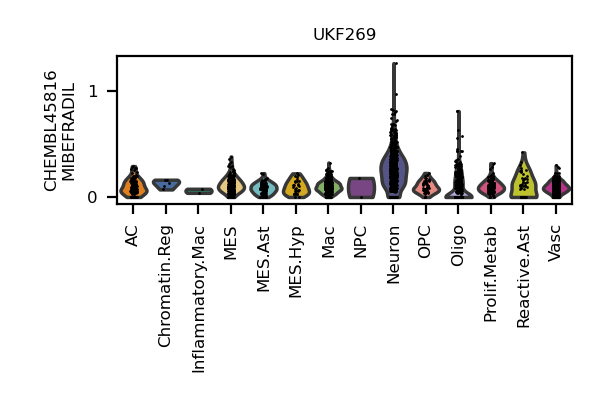 UKF269
CHEMBL45816
MIBEFRADIL
1
0
AC
Chromatin.Reg
Inflammatory.Mac
MES
MES.Ast
MES.Hyp
Mac
NPC
Neuron
OPC
Oligo
Prolif.Metab
Reactive.Ast
Vasc